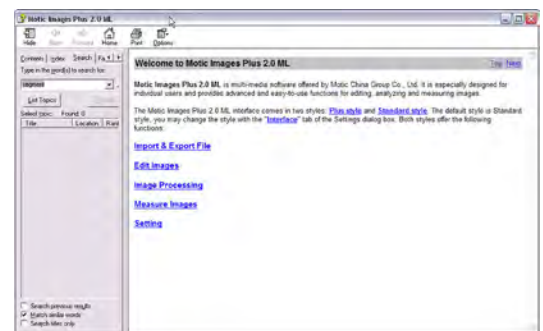 Motic Images Plus 2.0 ML
Hide Back Forward Home Print Options
Contents Index Search
Type in the word(s) to search for:
segment
List Topics
Select topic: Found: 0
Title Location Rank
Search previous results
Match similar words
Search titles only
Welcome to Motic Images Plus 2.0 ML
Top Next
Motic Images Plus 2.0 ML is multi-media software offered by Motic China Group Co., Ltd. It is especially designed for
individual users and provides advanced and easy-to-use functions for editing, analyzing and measuring images.
The Motic Images Plus 2.0 ML interface comes in two styles: Plus style and Standard style. The default style is Standard
style, you may change the style with the "Interface" tab of the Settings dialog box. Both styles offer the following
functions:
Import & Export File
Edit Images
Image Processing
Measure Images
Setting